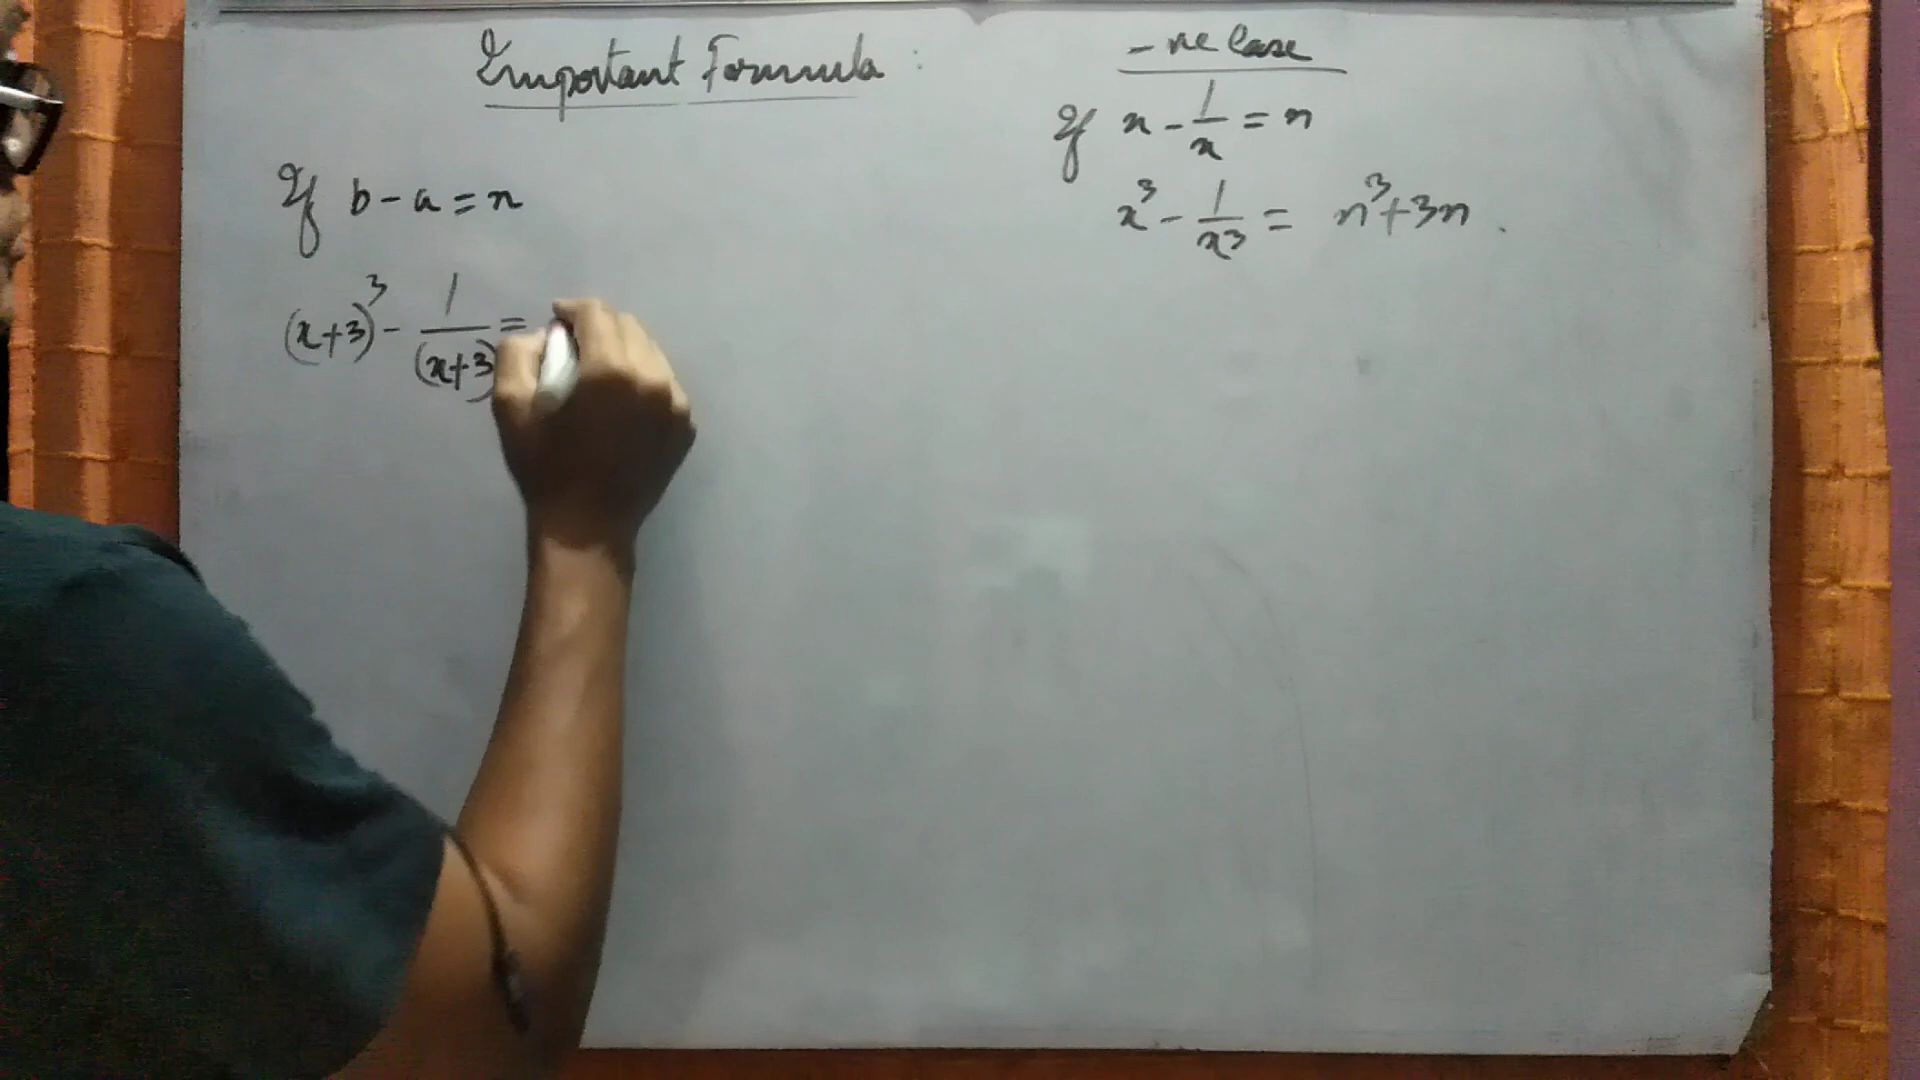 Important Formula :
If b - a = n
(x+3)³ - 1/(x+3) =
-ve Case
If x - 1/x = n
x³ - 1/x³ = n³+3n.